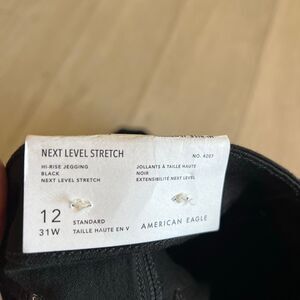 NEXT LEVEL STRETCH
NO. 4207
HI-RISE JEGGING
BLACK
NEXT LEVEL STRETCH
JOLLANTS À TAILLE HAUTE
NOIR
EXTENSIBILITÉ NEXT LEVEL
12
31W
STANDARD
TAILLE HAUTE EN V
AMERICAN EAGLE